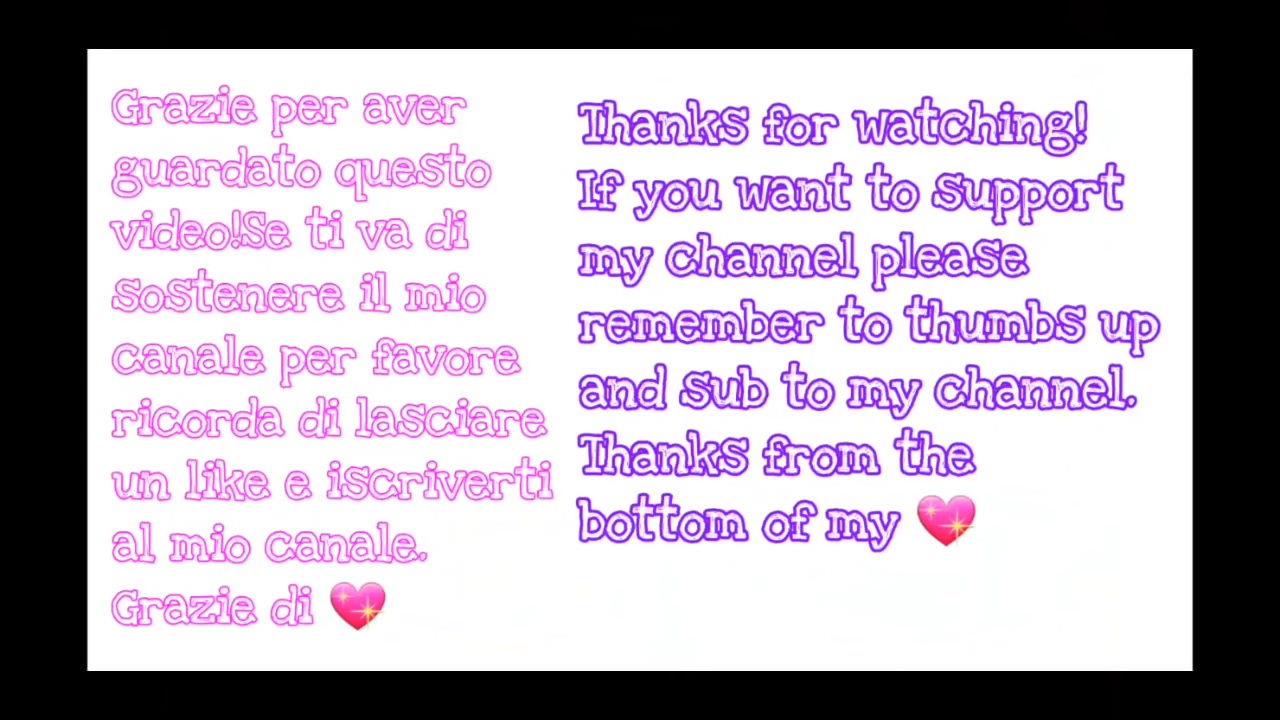 Grazie per aver
guardato questo
video!Se ti va di
sostenere il mio
canale per favore
ricorda di lasciare
un like e iscriverti
al mio canale.
Grazie di 💖
Thanks for watching!
If you want to support
my channel please
remember to thumbs up
and sub to my channel.
Thanks from the
bottom of my 💖